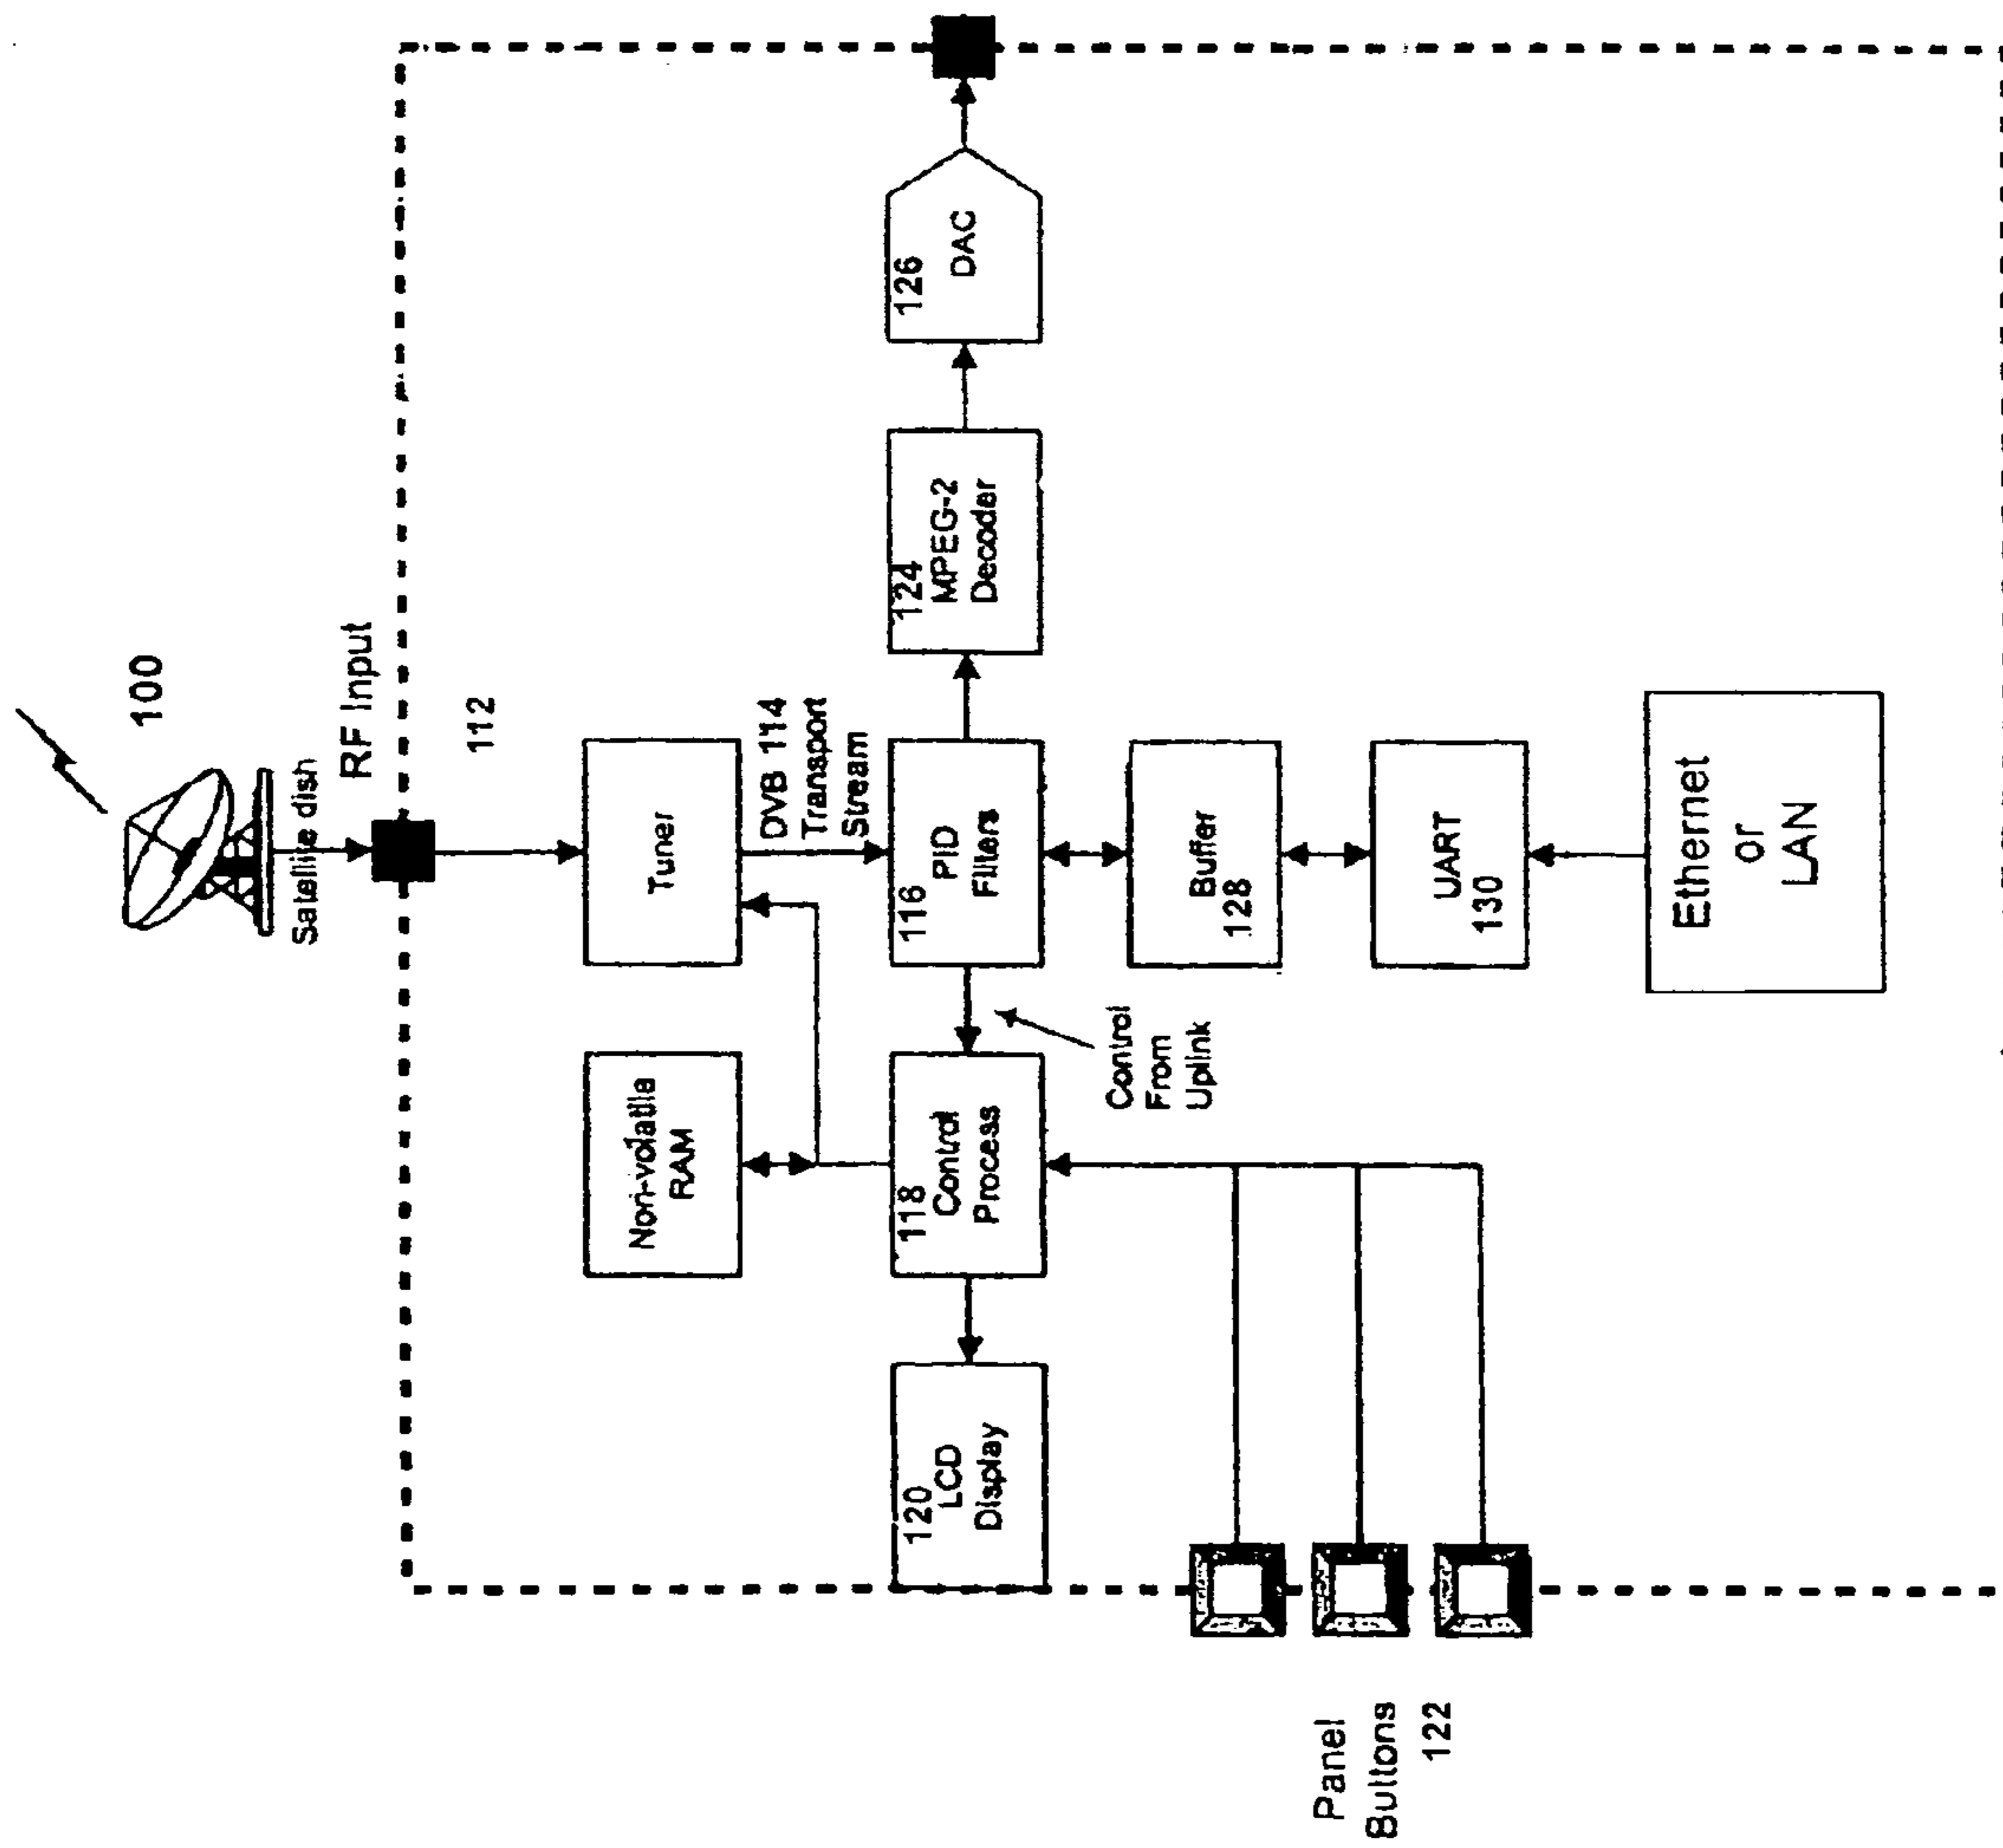 100
Satellite dish
RF Input
112
Tuner
DVB 114
Transport
Stream
Non-volatile
RAM
120
LCD
Display
118
Control
Process
116
PID
Filters
124
MPEG-2
Decoder
126
DAC
Control
From
Uplink
Buffer
128
UART
130
Ethernet
or
LAN
Panel
Buttons
122